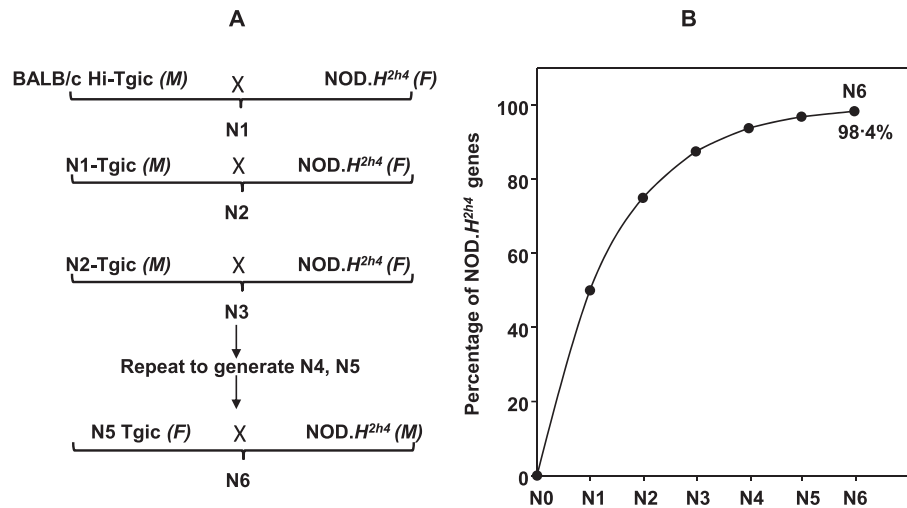 A
BALB/c Hi-Tgic (M) X NOD.H2h4 (F)
N1
N1-Tgic (M) X NOD.H2h4 (F)
N2
N2-Tgic (M) X NOD.H2h4 (F)
N3
Repeat to generate N4, N5
N5 Tgic (F) X NOD.H2h4 (M)
N6
B
Percentage of NOD.H2h4 genes
100
80
60
40
20
0
N6
98·4%
N0 N1 N2 N3 N4 N5 N6